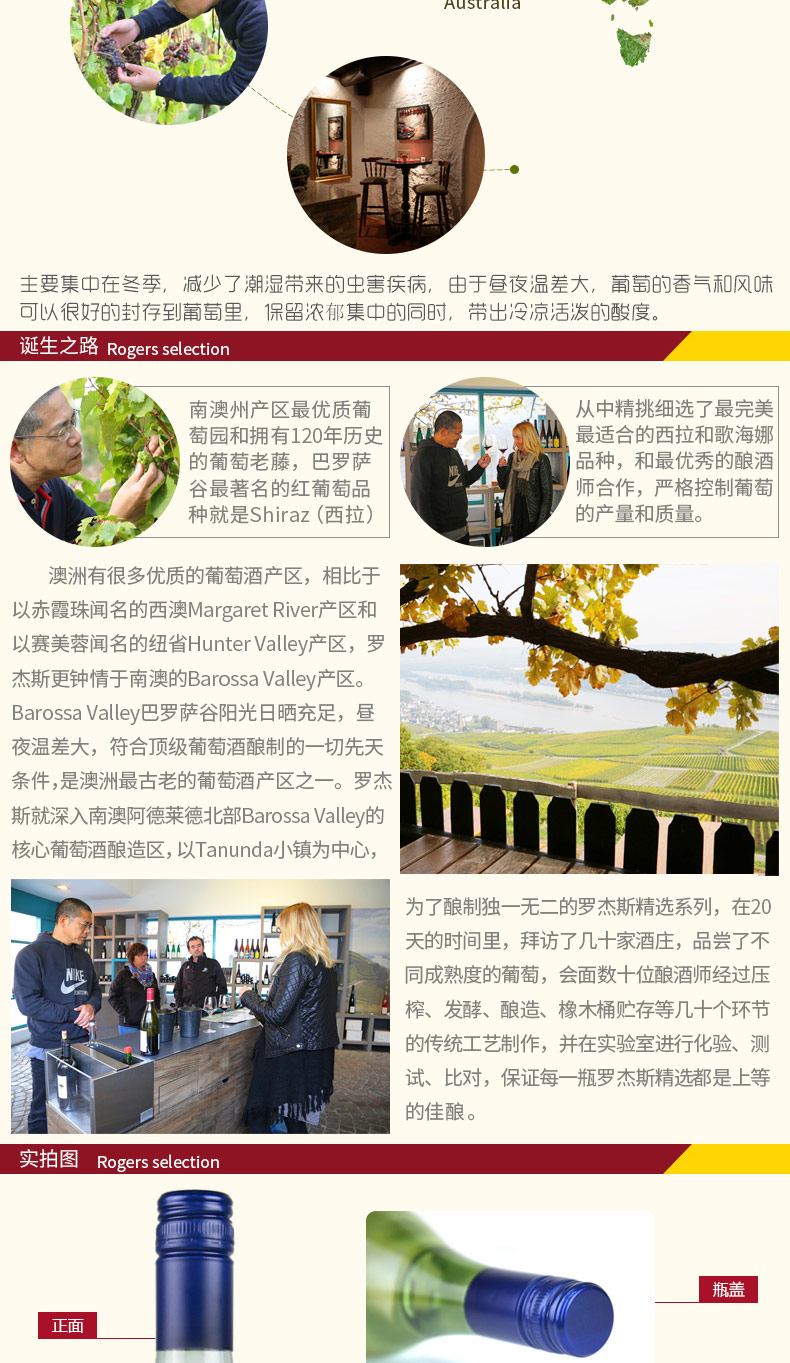 Australia
主要集中在冬季，减少了潮湿带来的虫害疾病，由于昼夜温差大，葡萄的香气和风味
可以很好的封存到葡萄里，保留浓郁集中的同时，带出冷凉活泼的酸度。
诞生之路 Rogers selection
南澳州产区最优质葡
萄园和拥有120年历史
的葡萄老藤，巴罗萨
谷最著名的红葡萄品
种就是Shiraz（西拉）
从中精挑细选了最完美
最适合的西拉和歌海娜
品种，和最优秀的酿酒
师合作，严格控制葡萄
的产量和质量。
NIKE
澳洲有很多优质的葡萄酒产区，相比于
以赤霞珠闻名的西澳Margaret River产区和
以赛美蓉闻名的纽省Hunter Valley产区，罗
杰斯更钟情于南澳的Barossa Valley产区。
Barossa Valley巴罗萨谷阳光日晒充足，昼
夜温差大，符合顶级葡萄酒酿制的一切先天
条件，是澳洲最古老的葡萄酒产区之一。罗杰
斯就深入南澳阿德莱德北部Barossa Valley的
核心葡萄酒酿造区，以Tanunda小镇为中心，
NIKE
为了酿制独一无二的罗杰斯精选系列，在20
天的时间里，拜访了几十家酒庄，品尝了不
同成熟度的葡萄，会面数十位酿酒师经过压
榨、发酵、酿造、橡木桶贮存等几十个环节
的传统工艺制作，并在实验室进行化验、测
试、比对，保证每一瓶罗杰斯精选都是上等
的佳酿。
实拍图 Rogers selection
瓶盖
正面